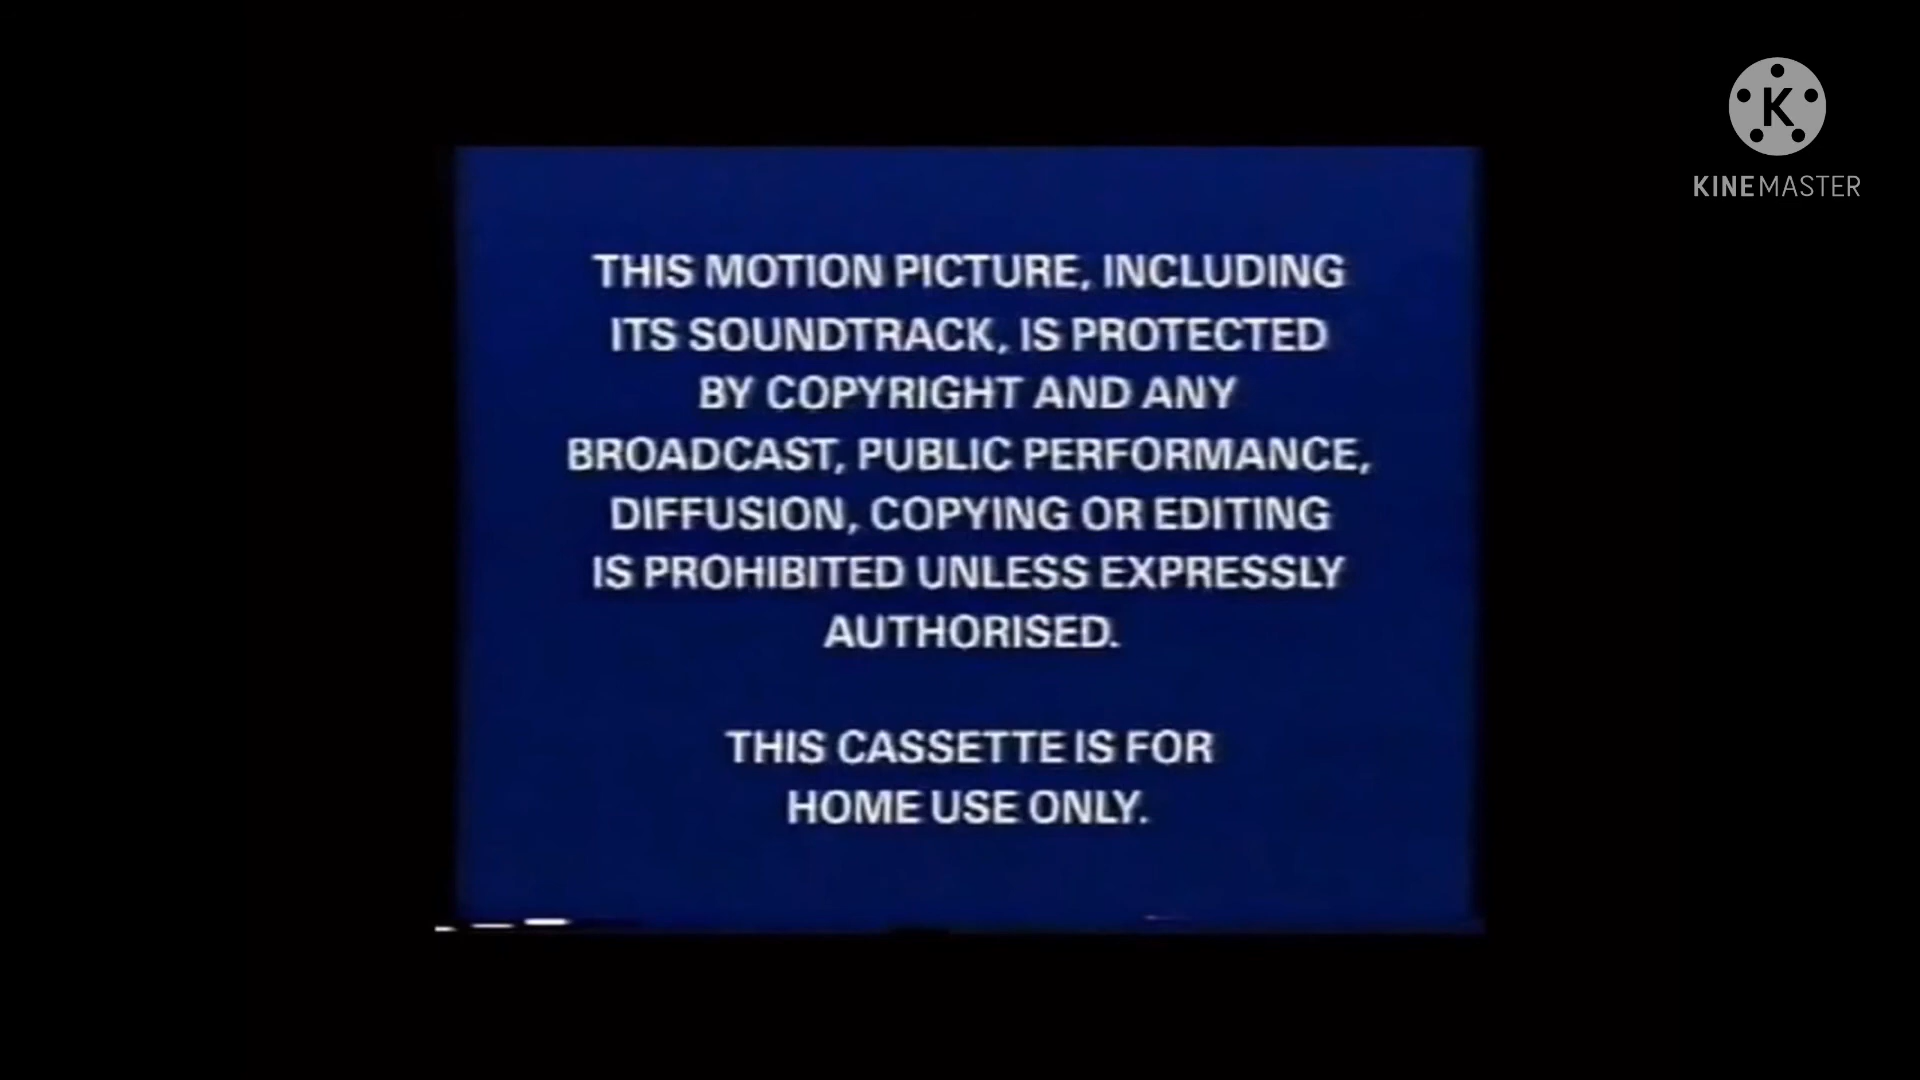 K
KINEMASTER
THIS MOTION PICTURE, INCLUDING
ITS SOUNDTRACK, IS PROTECTED
BY COPYRIGHT AND ANY
BROADCAST, PUBLIC PERFORMANCE,
DIFFUSION, COPYING OR EDITING
IS PROHIBITED UNLESS EXPRESSLY
AUTHORISED.
THIS CASSETTE IS FOR
HOME USE ONLY.